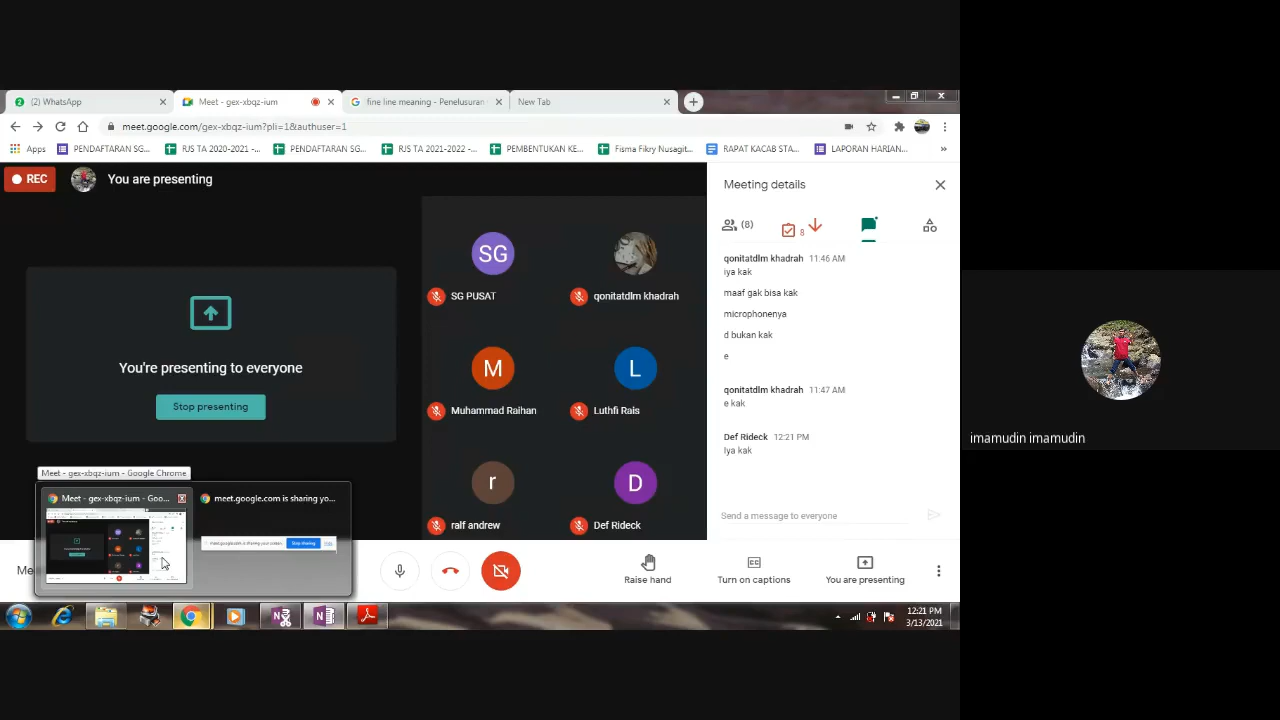 (2) WhatsApp
Meet - gex-xbqz-ium
fine line meaning - Penelusuran
New Tab
meet.google.com/gex-xbqz-ium?pli=1&authuser=1
Apps
PENDAFTARAN SG...
RJS TA 2020-2021 -...
PENDAFTARAN SG...
RJS TA 2021-2022 -...
PEMBENTUKAN KE...
Fisma Fikry Nusagit...
RAPAT KACAB STA...
LAPORAN HARIAN...
REC
You are presenting
You're presenting to everyone
Stop presenting
SG
SG PUSAT
qonitatdlm khadrah
M
Muhammad Raihan
L
Luthfi Rais
r
ralf andrew
D
Def Rideck
Meeting details
(8)
8
qonitatdlm khadrah 11:46 AM
iya kak
maaf gak bisa kak
microphonenya
d bukan kak
e
qonitatdlm khadrah 11:47 AM
e kak
Def Rideck 12:21 PM
Iya kak
Send a message to everyone
Meet - gex-xbqz-ium - Google Chrome
Meet - gex-xbqz-ium - Goo...
meet.google.com is sharing yo...
Stop sharing
Hide
Me
Raise hand
Turn on captions
You are presenting
12:21 PM
3/13/2021
imamudin imamudin